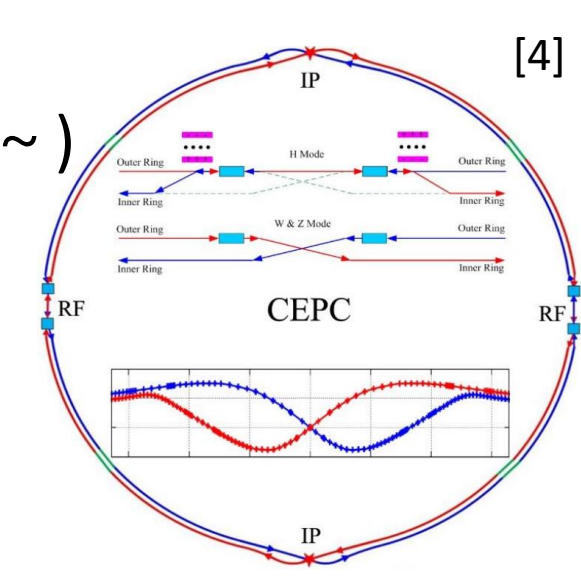 [4]
IP
~ )
H Mode
Outer Ring
Outer Ring
Inner Ring
Inner Ring
W & Z Mode
Outer Ring
Outer Ring
Inner Ring
Inner Ring
RF
CEPC
RF
IP